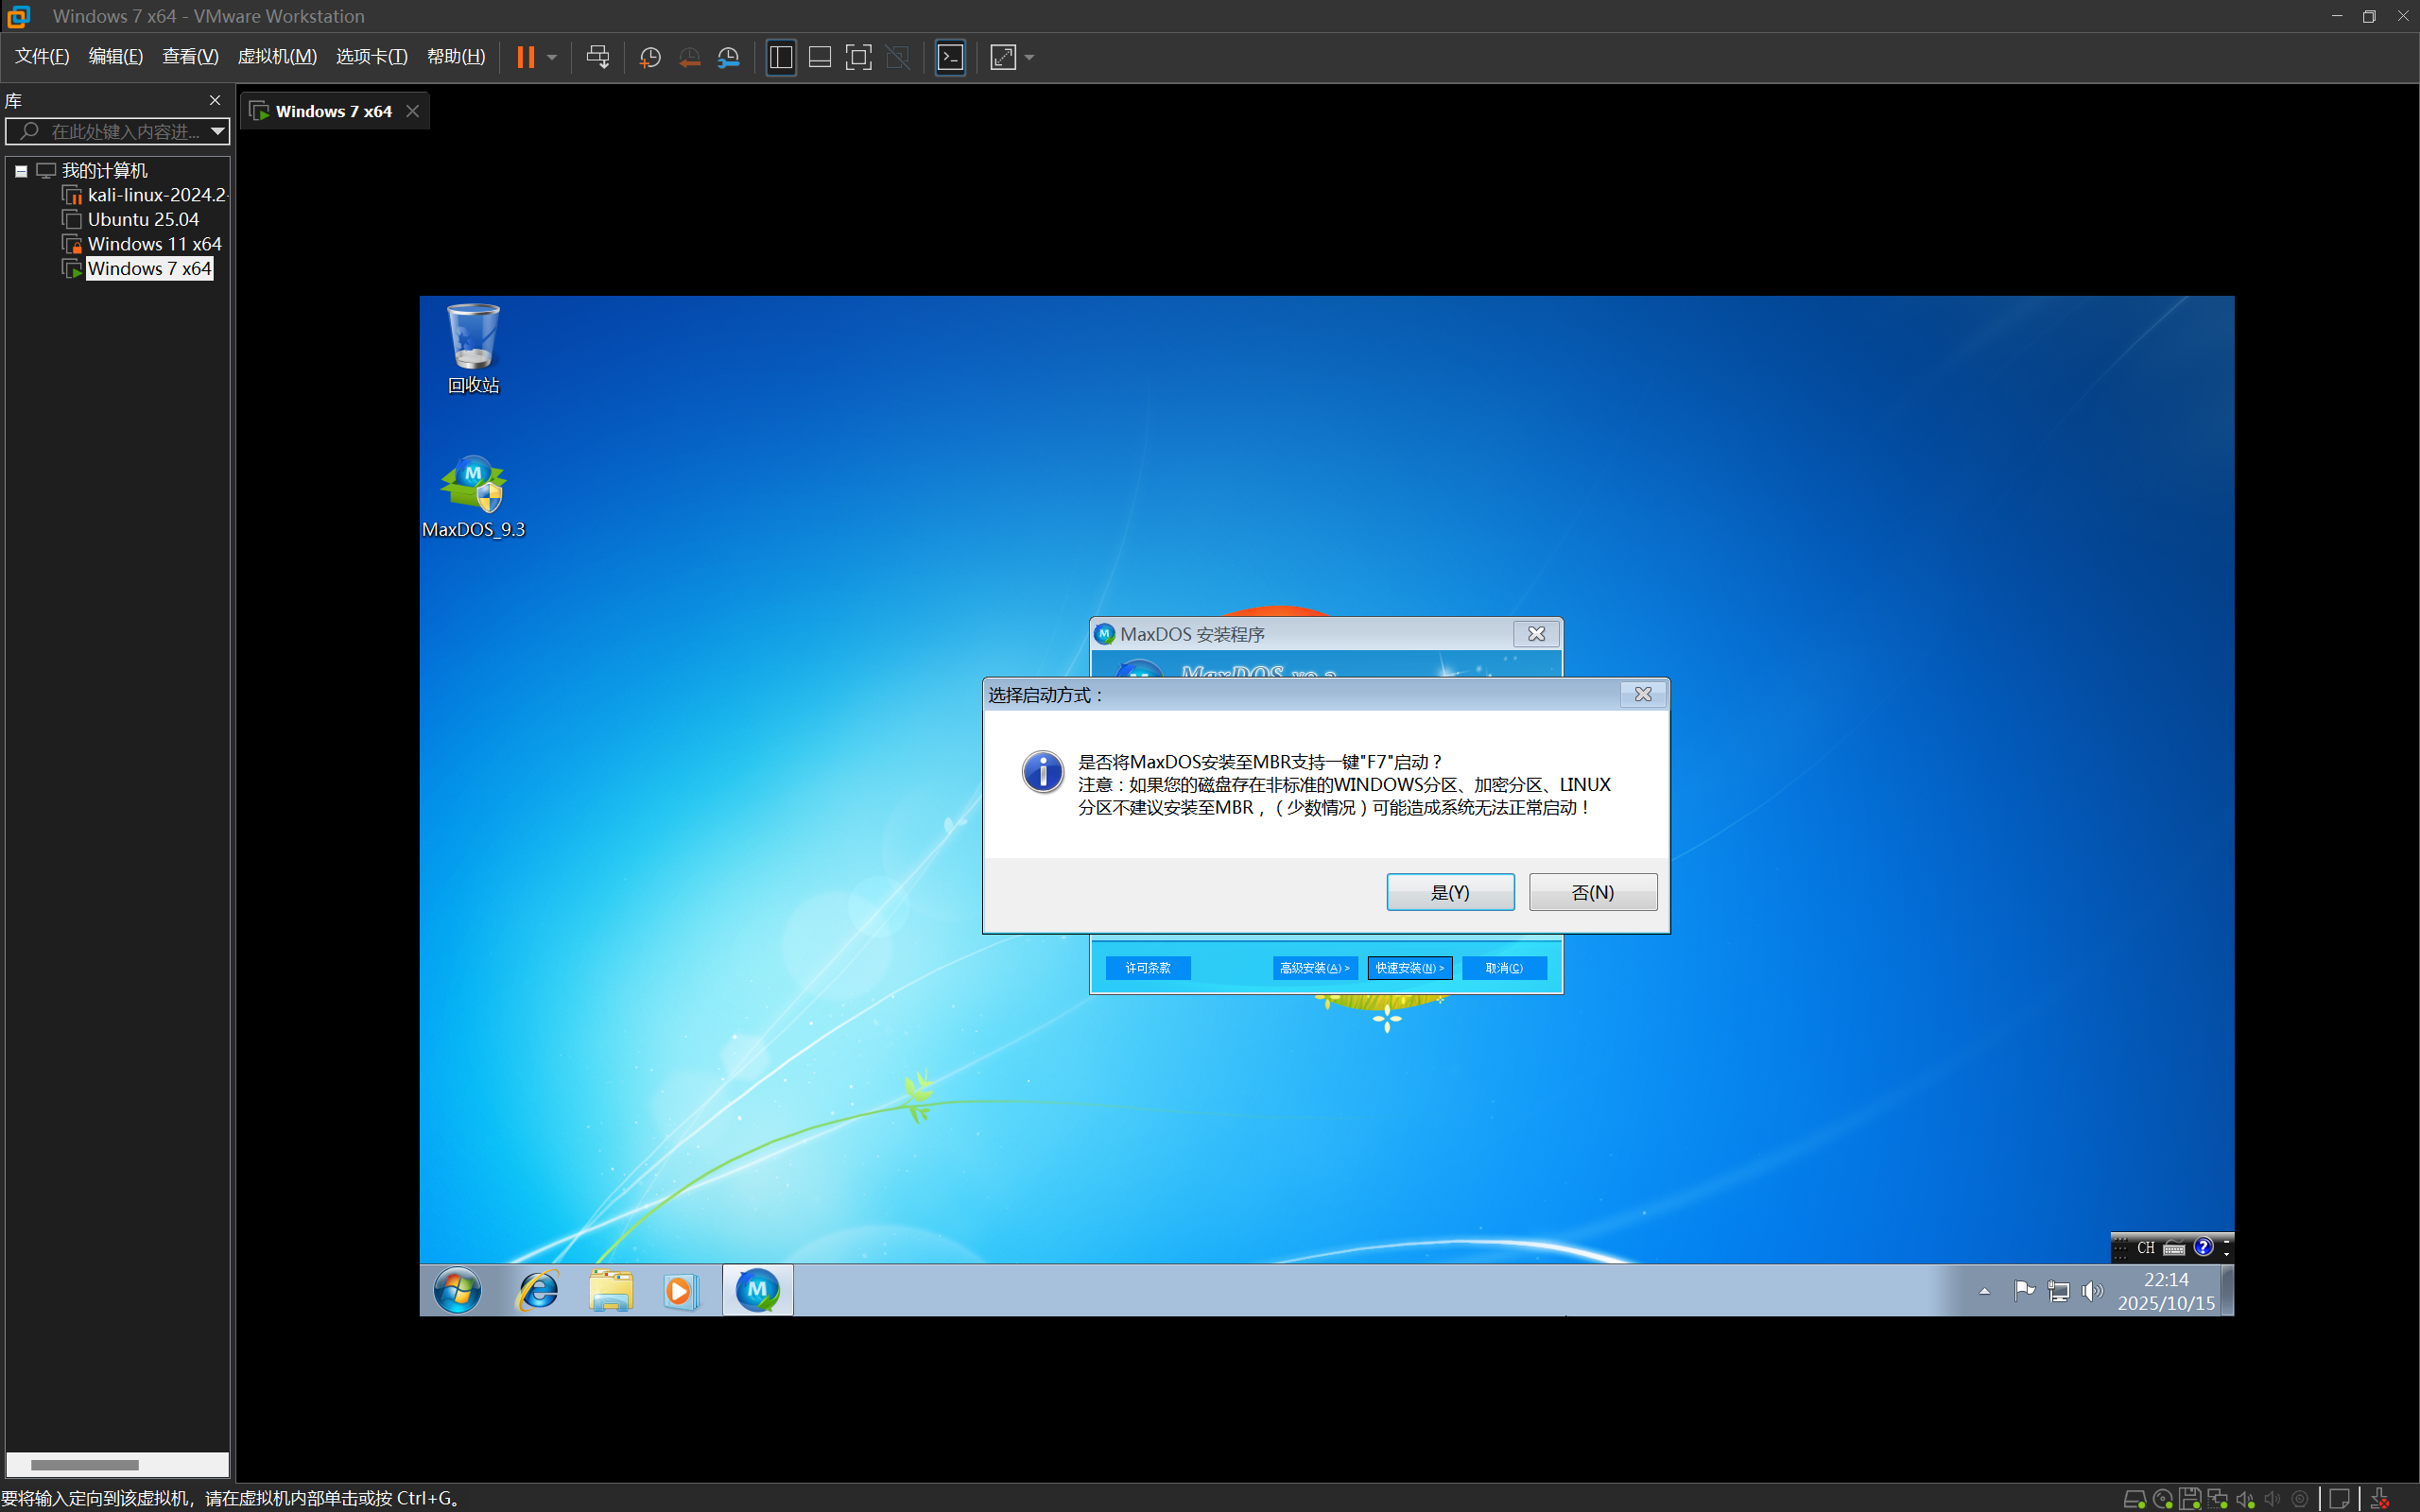 Windows 7 x64 - VMware Workstation
文件(F) 编辑(E) 查看(V) 虚拟机(M) 选项卡(T) 帮助(H)
库
在此处键入内容进...
我的计算机
kali-linux-2024.2-
Ubuntu 25.04
Windows 11 x64
Windows 7 x64
Windows 7 x64
回收站
MaxDOS_9.3
MaxDOS 安装程序
选择启动方式：
是否将MaxDOS安装至MBR支持一键"F7"启动？
注意：如果您的磁盘存在非标准的WINDOWS分区、加密分区、LINUX
分区不建议安装至MBR，（少数情况）可能造成系统无法正常启动！
是(Y) 否(N)
许可条款 高级安装(A) > 快速安装(N) > 取消(C)
CH
22:14
2025/10/15
要将输入定向到该虚拟机，请在虚拟机内部单击或按 Ctrl+G。